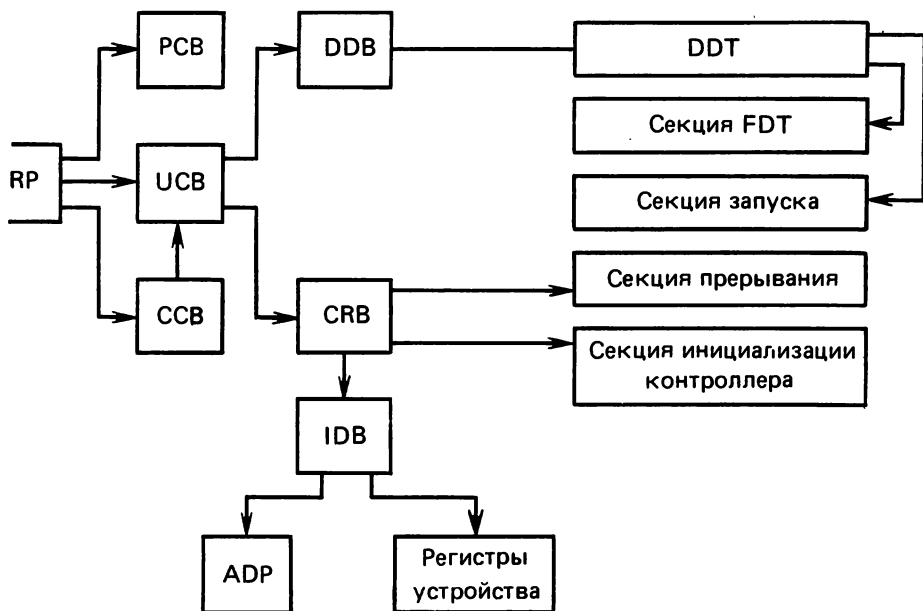 PCB
DDB
DDT
Секция FDT
RP
UCB
Секция запуска
CCB
CRB
Секция прерывания
Секция инициализации
контроллера
IDB
ADP
Регистры
устройства